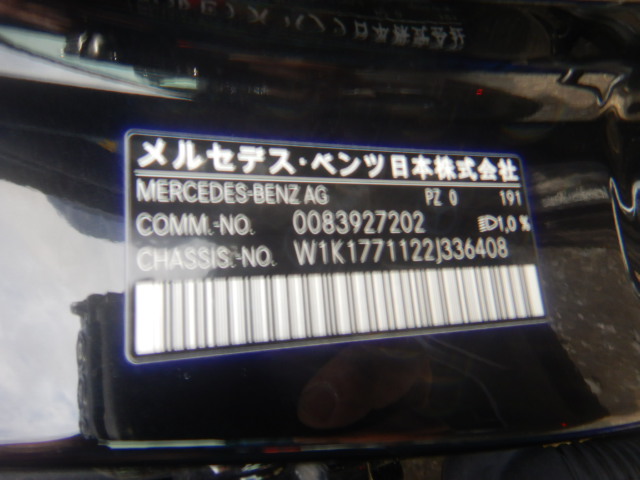 メルセデス・ベンツ日本株式会社
MERCEDES-BENZ AG PZ 0 191
COMM.-NO. 0083927202 1,0 %
CHASSIS.-NO. W1K1771122J336408